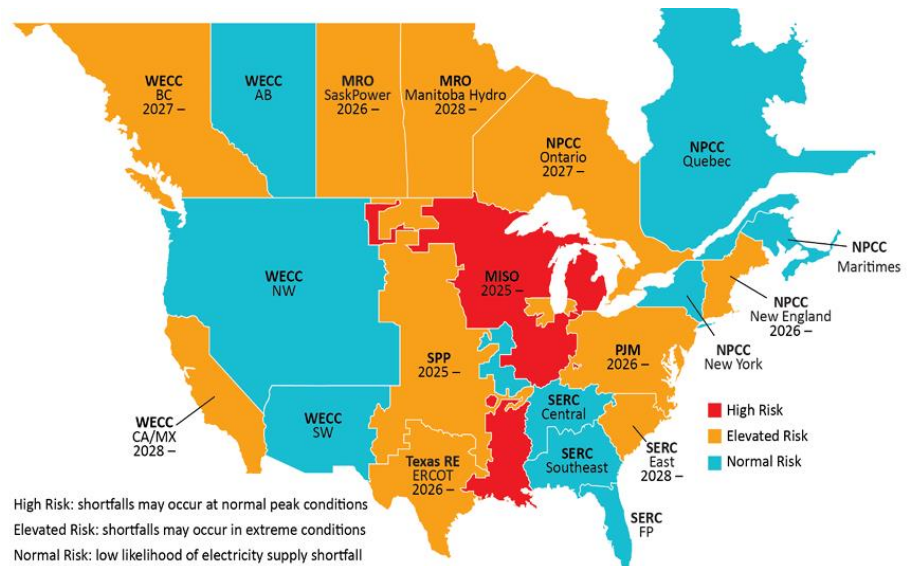 WECC
BC
2027 –
WECC
AB
MRO
SaskPower
2026 –
MRO
Manitoba Hydro
2028 –
NPCC
Ontario
2027 –
NPCC
Quebec
NPCC
Maritimes
WECC
NW
MISO
2025 –
NPCC
New England
2026 –
SPP
2025 –
PJM
2026 –
NPCC
New York
WECC
CA/MX
2028 –
WECC
SW
SERC
Central
High Risk
Elevated Risk
Normal Risk
SERC
East
2028 –
Texas RE
ERCOT
2026 –
SERC
Southeast
SERC
FP
High Risk: shortfalls may occur at normal peak conditions
Elevated Risk: shortfalls may occur in extreme conditions
Normal Risk: low likelihood of electricity supply shortfall